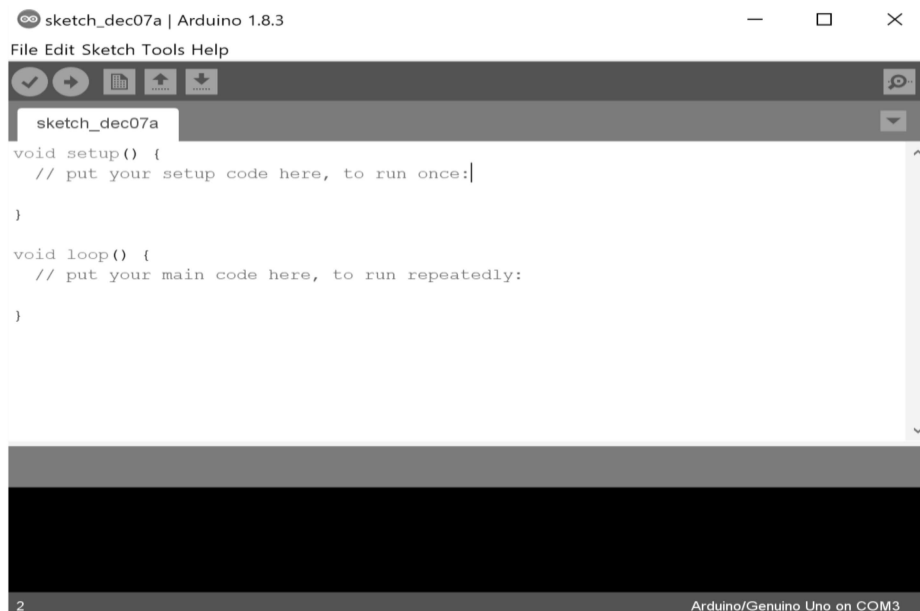 sketch_dec07a | Arduino 1.8.3
File Edit Sketch Tools Help
sketch_dec07a
void setup() {
  // put your setup code here, to run once:
}
void loop() {
  // put your main code here, to run repeatedly:
}
2
Arduino/Genuino Uno on COM3